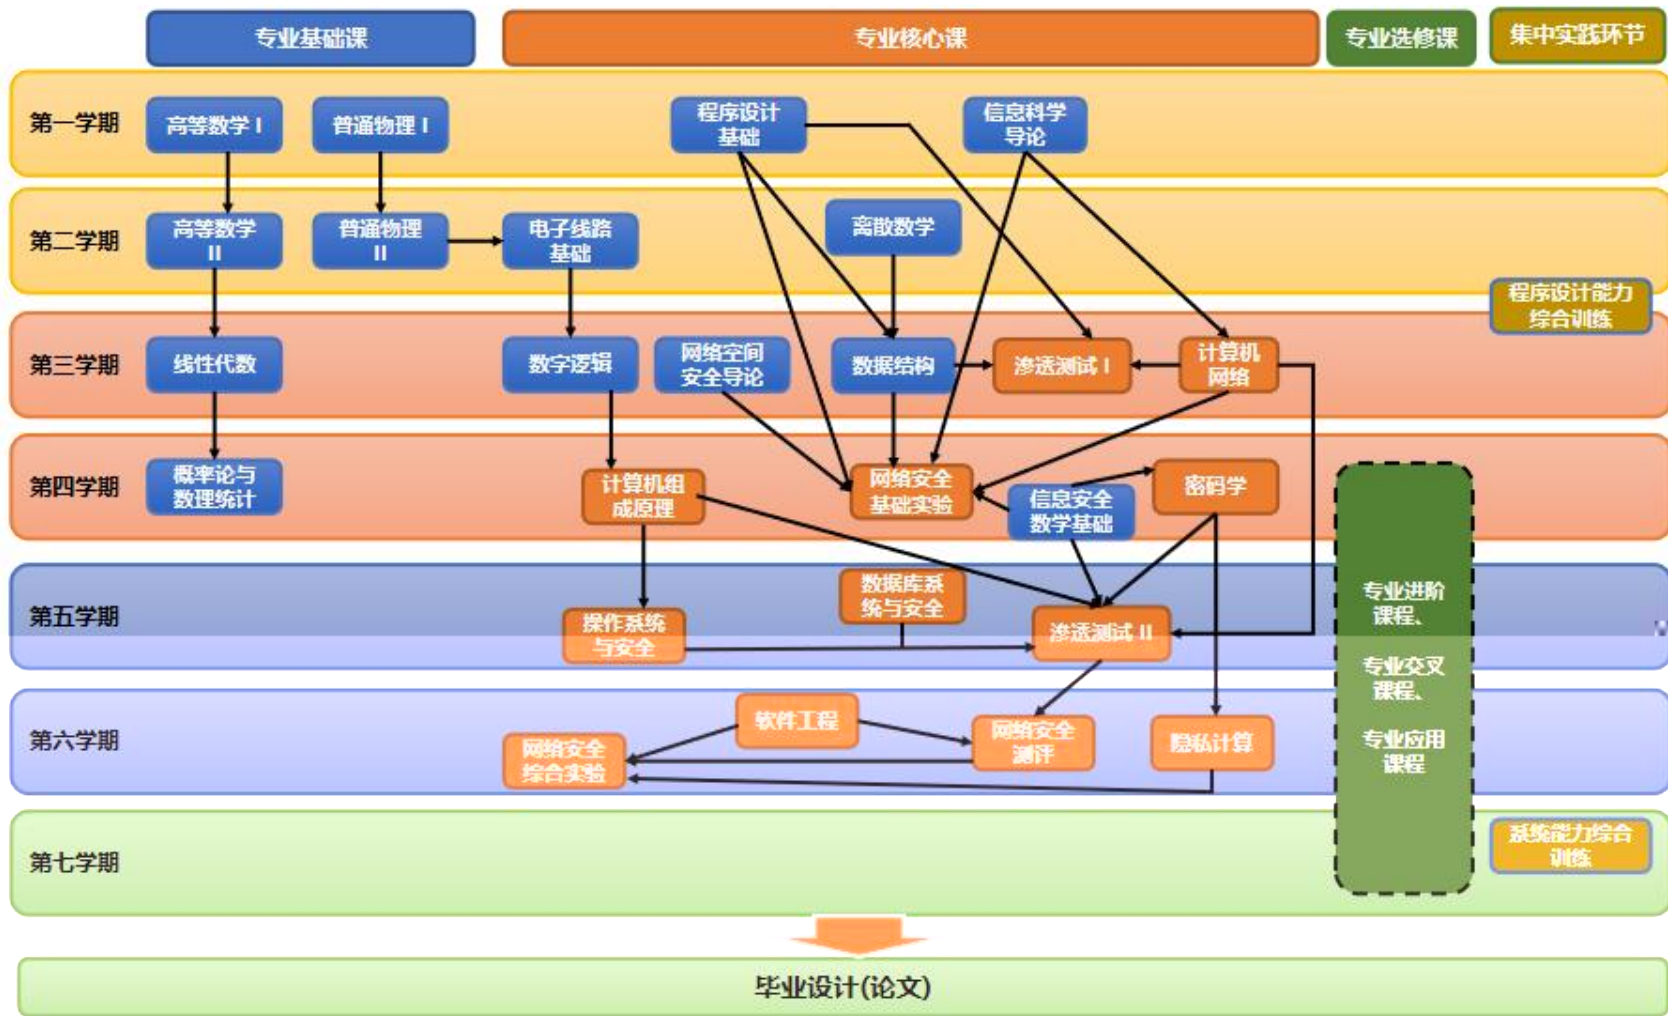 专业基础课
专业核心课
专业选修课
集中实践环节
第一学期
高等数学 I
普通物理 I
程序设计
基础
信息科学
导论
第二学期
高等数学
II
普通物理
II
电子线路
基础
离散数学
程序设计能力
综合训练
第三学期
线性代数
数字逻辑
网络空间
安全导论
数据结构
渗透测试 I
计算机
网络
第四学期
概率论与
数理统计
计算机组
成原理
网络安全
基础实验
信息安全
数学基础
密码学
第五学期
操作系统
与安全
数据库系
统与安全
渗透测试 II
专业进阶
课程、
专业交叉
课程、
专业应用
课程
第六学期
网络安全
综合实验
软件工程
网络安全
测评
隐私计算
第七学期
系统能力综合
训练
毕业设计(论文)